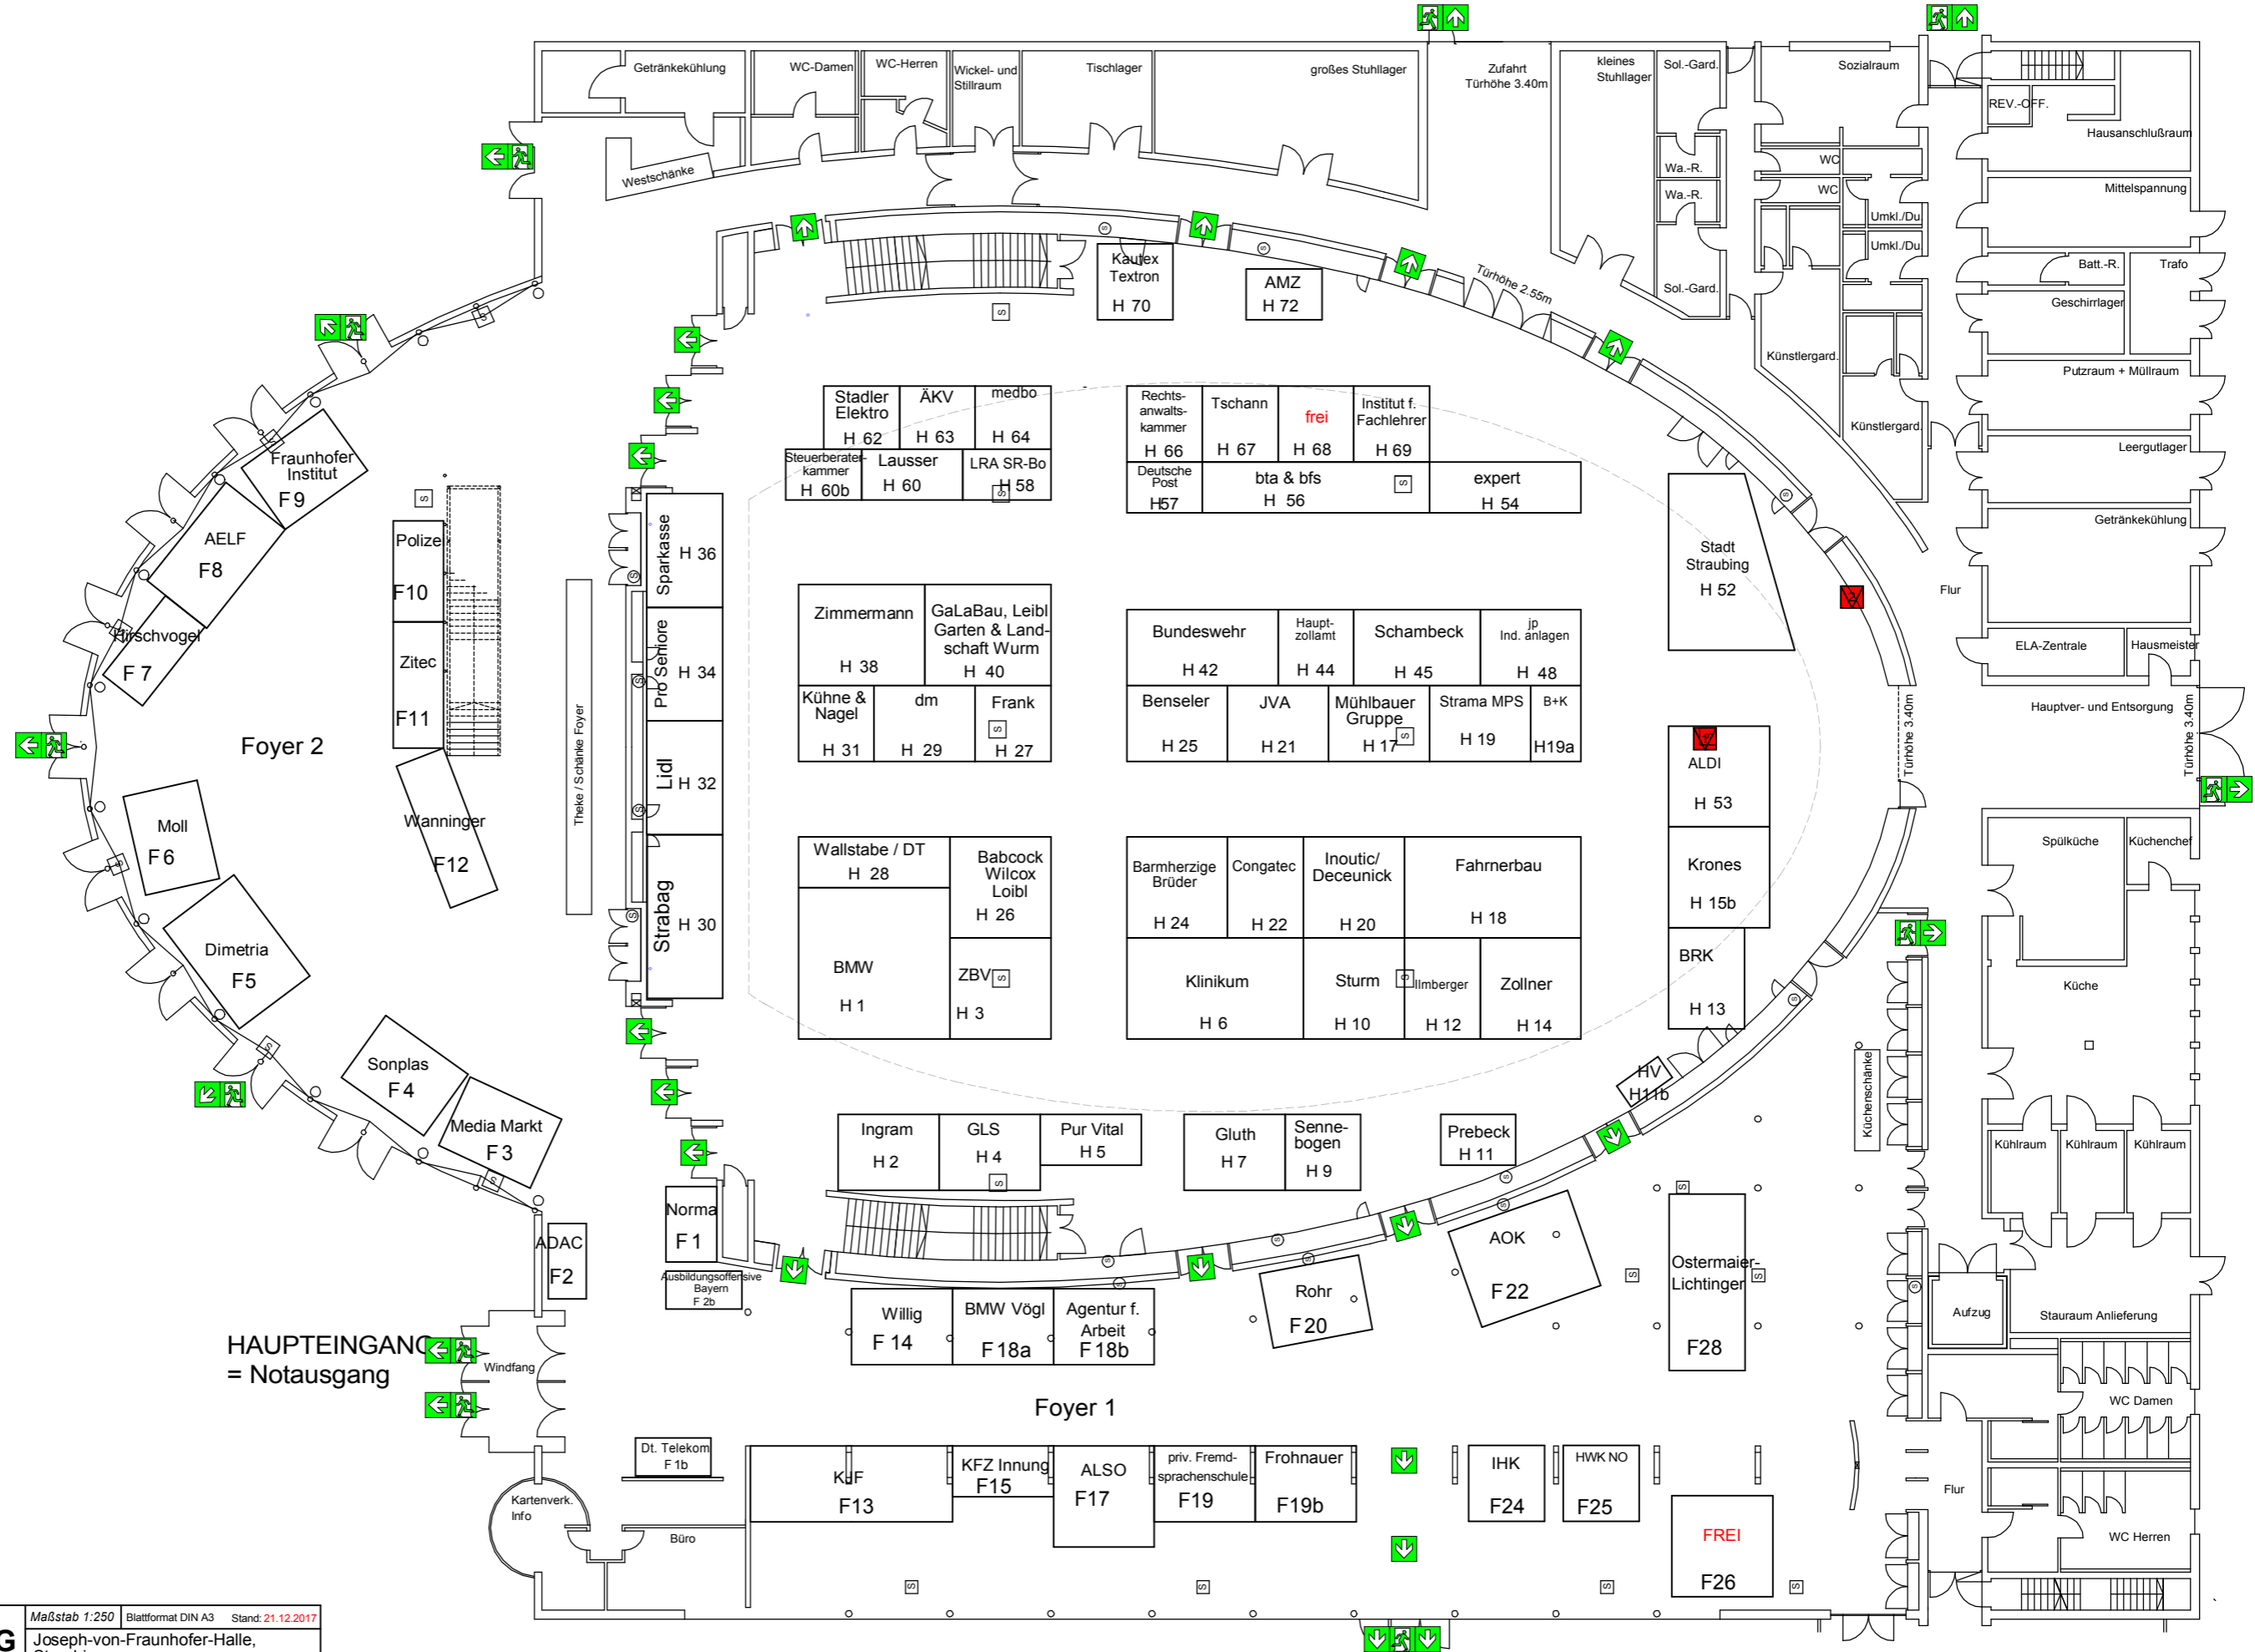 Getränkekühlung
WC-Damen
WC-Herren
Wickel- und
Stillraum
Tischlager
großes Stuhllager
Zufahrt
Türhöhe 3.40m
kleines
Stuhllager
Sol.-Gard.
Sozialraum
REV.-OFF.
Hausanschlußraum
Westschänke
Wa.-R.
WC
Wa.-R.
WC
Mittelspannung
Umkl./Du.
Umkl./Du.
Sol.-Gard.
Batt.-R.
Trafo
Geschirrlager
Künstlergard.
Putzraum + Müllraum
Künstlergard.
Leergutlager
Getränkekühlung
Flur
ELA-Zentrale
Hausmeister
Hauptver- und Entsorgung
Türhöhe 3.40m
Türhöhe 3.40m
Türhöhe 2.55m
Kautex
Textron
H 70
AMZ
H 72
Stadler
Elektro
H 62
ÄKV
H 63
medbo
H 64
Steuerberater-
kammer
H 60b
Lausser
H 60
LRA SR-Bo
H 58
Rechts-
anwalts-
kammer
H 66
Tschann
H 67
frei
H 68
Institut f.
Fachlehrer
H 69
Deutsche
Post
H57
bta & bfs
H 56
expert
H 54
Stadt
Straubing
H 52
Fraunhofer
Institut
F 9
AELF
F8
Hirschvogel
F 7
Polize
F10
Zitec
F11
Foyer 2
Wanninger
F12
Moll
F 6
Dimetria
F5
Sonplas
F 4
Media Markt
F 3
Theke / Schänke Foyer
Sparkasse
H 36
Pro Seniore
H 34
Lidl
H 32
Strabag
H 30
Zimmermann
H 38
GaLaBau, Leibl
Garten & Land-
schaft Wurm
H 40
Kühne &
Nagel
H 31
dm
H 29
Frank
H 27
Bundeswehr
H 42
Haupt-
zollamt
H 44
Schambeck
H 45
jp
Ind. anlagen
H 48
Benseler
H 25
JVA
H 21
Mühlbauer
Gruppe
H 17
Strama MPS
H 19
B+K
H19a
ALDI
H 53
Krones
H 15b
BRK
H 13
Wallstabe / DT
H 28
Babcock
Wilcox
Loibl
H 26
BMW
H 1
ZBV
H 3
Barmherzige
Brüder
H 24
Congatec
H 22
Inoutic/
Deceunick
H 20
Fahrnerbau
H 18
Klinikum
H 6
Sturm
H 10
Ilmberger
H 12
Zollner
H 14
HV
H11b
Ingram
H 2
GLS
H 4
Pur Vital
H 5
Gluth
H 7
Senne-
bogen
H 9
Prebeck
H 11
Spülküche
Küchenchef
Küche
Küchenschänke
Kühlraum
Kühlraum
Kühlraum
Norma
F 1
ADAC
F2
Ausbildungsoffensive
Bayern
F 2b
Willig
F 14
BMW Vögl
F 18a
Agentur f.
Arbeit
F 18b
Rohr
F 20
AOK
F 22
Ostermaier-
Lichtinger
F28
Aufzug
Stauraum Anlieferung
HAUPTEINGANG
= Notausgang
Windfang
Foyer 1
WC Damen
Dt. Telekom
F 1b
KJF
F13
KFZ Innung
F15
ALSO
F17
priv. Fremd-
sprachenschule
F19
Frohnauer
F19b
IHK
F24
HWK NO
F25
FREI
F26
Flur
WC Herren
Kartenverk.
Info
Büro
Maßstab 1:250 Blattformat DIN A3 Stand: 21.12.2017
Joseph-von-Fraunhofer-Halle,